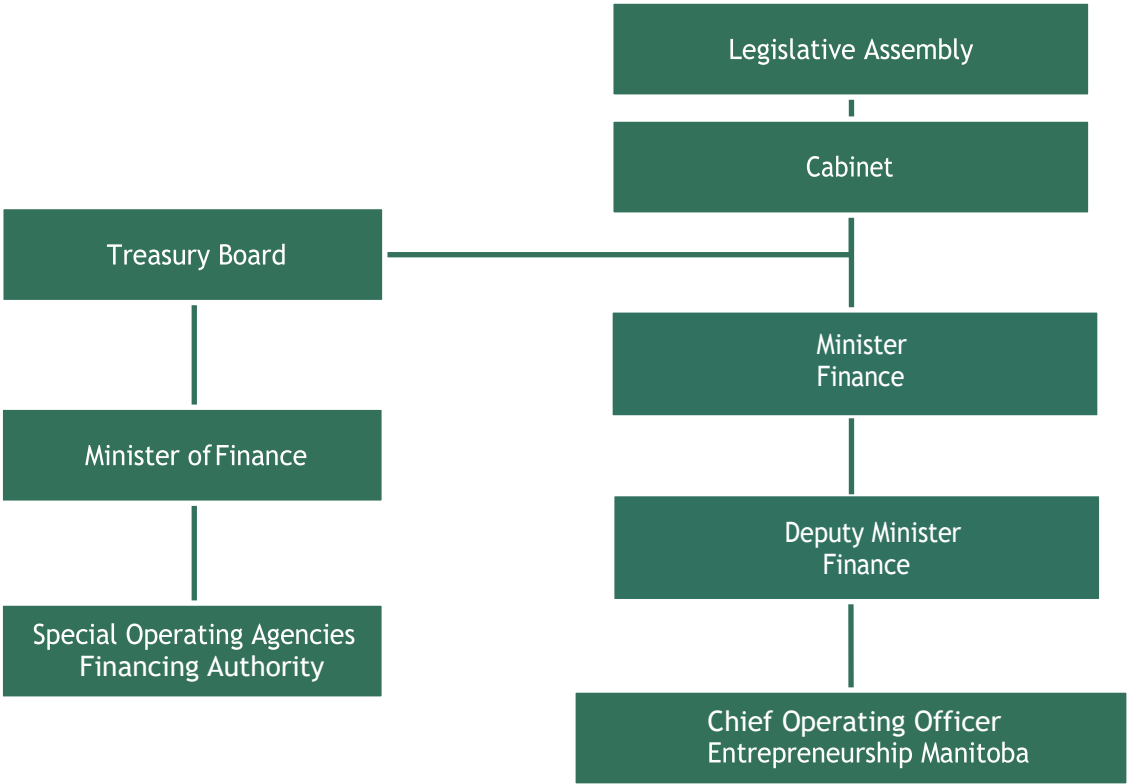 Legislative Assembly
Cabinet
Treasury Board
Minister
Finance
Minister of Finance
Deputy Minister
Finance
Special Operating Agencies
Financing Authority
Chief Operating Officer
Entrepreneurship Manitoba